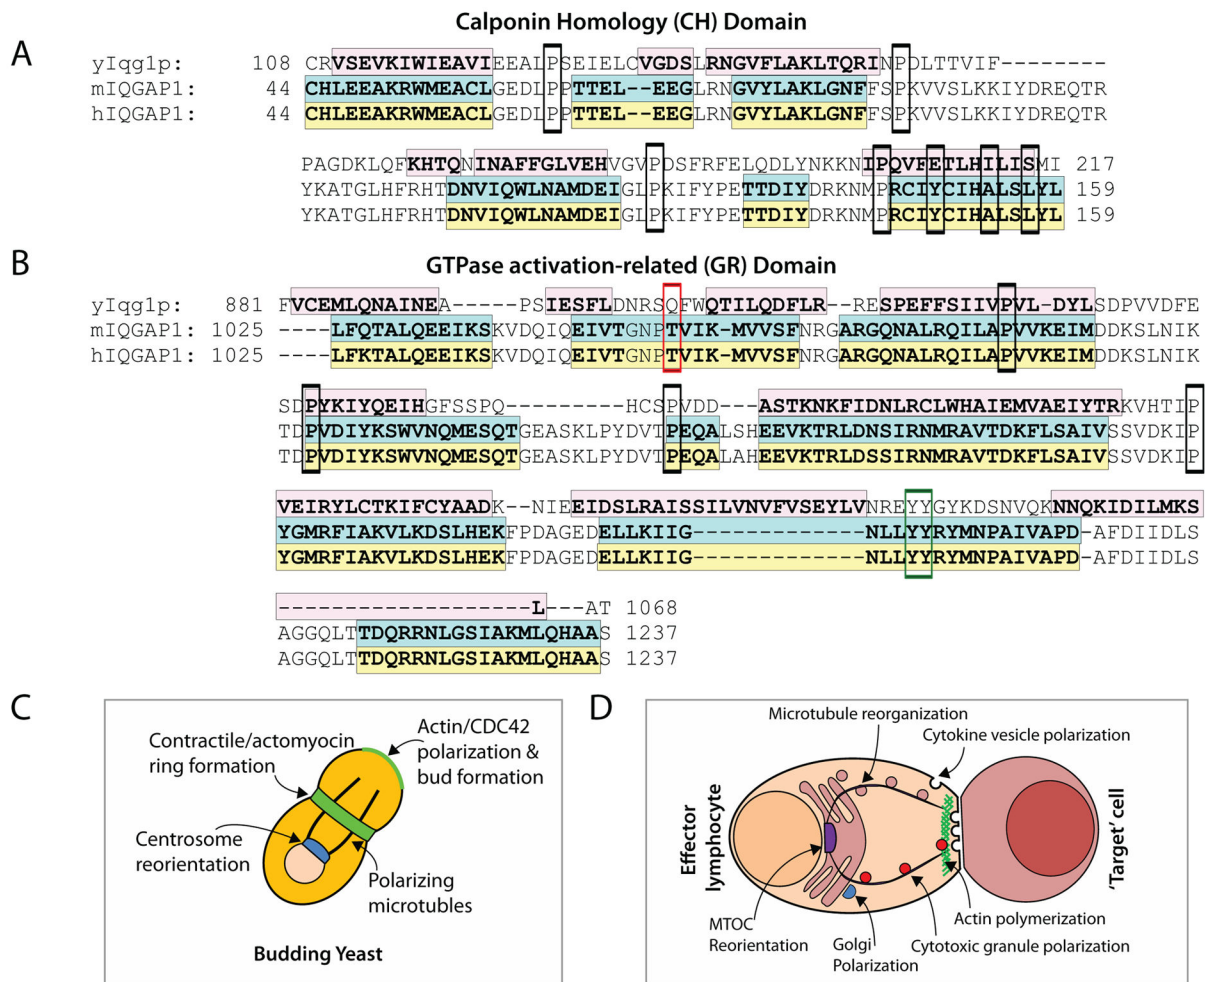 Calponin Homology (CH) Domain
A
yIqg1p: 108 CRVSEVKIWIEAVIEEALPSEIELCVGDSLRNGVFLAKLTQRINPDLTTVIF--------
mIQGAP1: 44 CHLEEAKRWMEACLGEDLPPTTEL--EEGLRNGVYLAKLGNFFSPKVVSLKKIYDREQTR
hIQGAP1: 44 CHLEEAKRWMEACLGEDLPPTTEL--EEGLRNGVYLAKLGNFFSPKVVSLKKIYDREQTR
PAGDKLQFKHTQNINAFFGLVEHVGVPDSFRFELQDLYNKKNIPQVFETLHILISMI 217
YKATGLHFRHTDNVIQWLNAMDEIGLPKIFYPETTDIYDRKNMPRCIYCIHALSLYL 159
YKATGLHFRHTDNVIQWLNAMDEIGLPKIFYPETTDIYDRKNMPRCIYCIHALSLYL 159
B
GTPase activation-related (GR) Domain
yIqg1p: 881 FVCEMLQNAINEA-----PSIESFLDNRSQFWQTILQDFLR--RESPEFFSIIVPVL-DYLSDPVVDFE
mIQGAP1: 1025 ----LFQTALQEEIKSKVDQIQEIVTGNPTVIK-MVVSFNRGARGQNALRQILAPVVKEIMDDKSLNIK
hIQGAP1: 1025 ----LFKTALQEEIKSKVDQIQEIVTGNPTVIK-MVVSFNRGARGQNALRQILAPVVKEIMDDKSLNIK
SDPYKIYQEIHGFSSPQ---------HCSPVDD---ASTKNKFIDNLRCLWHAIEMVAEIYTRKVHTIP
TDPVDIYKSWVNQMESQTGEASKLPYDVTPEQALSHEEVKTRLDNSIRNMRAVTDKFLSAIVSSVDKIP
TDPVDIYKSWVNQMESQTGEASKLPYDVTPEQALAHEEVKTRLDSSIRNMRAVTDKFLSAIVSSVDKIP
VEIRYLCTKIFCYAADK--NIEEIDSLRAISSILVNVFVSEYLVNREYYGYKDSNVQKNNQKIDILMKS
YGMRFIAKVLKDSLHEKFPDAGEDELLKIIG-------------NLLYYRYMNPAIVAPD-AFDIIDLS
YGMRFIAKVLKDSLHEKFPDAGEDELLKIIG-------------NLLYYRYMNPAIVAPD-AFDIIDLS
-------------------L---AT 1068
AGGQLTTDQRRNLGSIAKMLQHAAS 1237
AGGQLTTDQRRNLGSIAKMLQHAAS 1237
C
Contractile/actomyocin
ring formation
Actin/CDC42
polarization &
bud formation
Centrosome
reorientation
Polarizing
microtubles
Budding Yeast
D
Microtubule reorganization
Cytokine vesicle polarization
Effector
lymphocyte
'Target' cell
MTOC
Reorientation
Golgi
Polarization
Actin polymerization
Cytotoxic granule polarization